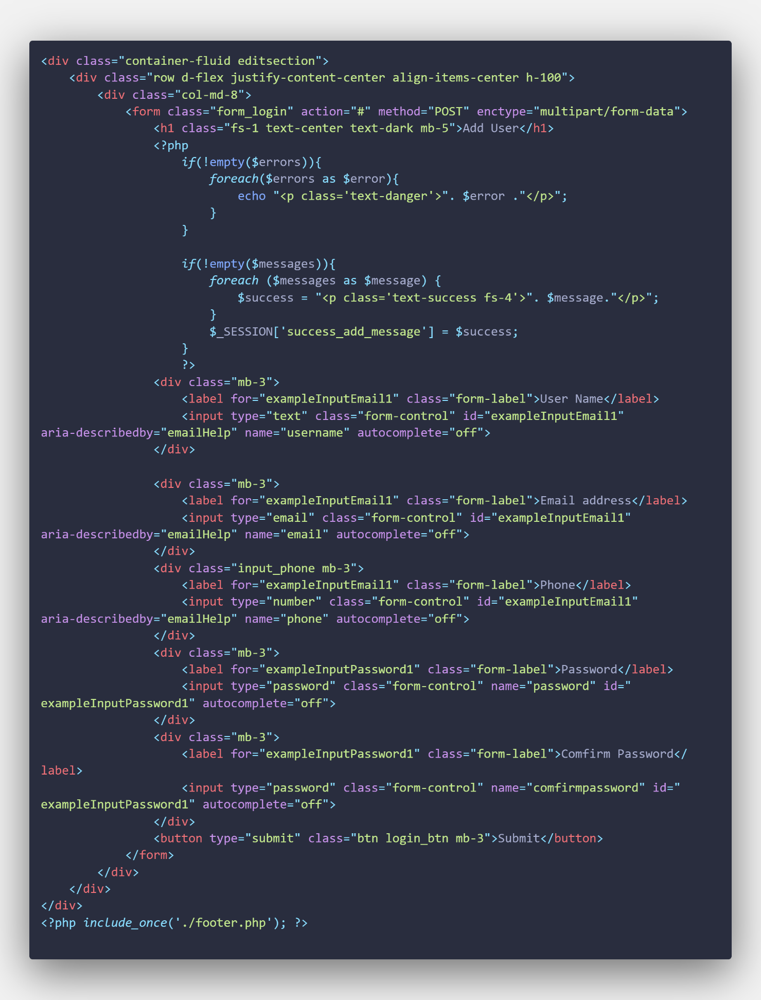 <div class="container-fluid editsection">
    <div class="row d-flex justify-content-center align-items-center h-100">
        <div class="col-md-8">
            <form class="form_login" action="#" method="POST" enctype="multipart/form-data">
                <h1 class="fs-1 text-center text-dark mb-5">Add User</h1>
                <?php
                    if(!empty($errors)){
                        foreach($errors as $error){
                            echo "<p class='text-danger'>". $error ."</p>";
                        }
                    }

                    if(!empty($messages)){
                        foreach ($messages as $message) {
                            $success = "<p class='text-success fs-4'>". $message."</p>";
                        }
                        $_SESSION['success_add_message'] = $success;
                    }
                    ?>
                <div class="mb-3">
                    <label for="exampleInputEmail1" class="form-label">User Name</label>
                    <input type="text" class="form-control" id="exampleInputEmail1"
aria-describedby="emailHelp" name="username" autocomplete="off">
                </div>

                <div class="mb-3">
                    <label for="exampleInputEmail1" class="form-label">Email address</label>
                    <input type="email" class="form-control" id="exampleInputEmail1"
aria-describedby="emailHelp" name="email" autocomplete="off">
                </div>
                <div class="input_phone mb-3">
                    <label for="exampleInputEmail1" class="form-label">Phone</label>
                    <input type="number" class="form-control" id="exampleInputEmail1"
aria-describedby="emailHelp" name="phone" autocomplete="off">
                </div>
                <div class="mb-3">
                    <label for="exampleInputPassword1" class="form-label">Password</label>
                    <input type="password" class="form-control" name="password" id="
exampleInputPassword1" autocomplete="off">
                </div>
                <div class="mb-3">
                    <label for="exampleInputPassword1" class="form-label">Comfirm Password</
label>
                    <input type="password" class="form-control" name="comfirmpassword" id="
exampleInputPassword1" autocomplete="off">
                </div>
                <button type="submit" class="btn login_btn mb-3">Submit</button>
            </form>
        </div>
    </div>
</div>
<?php include_once('./footer.php'); ?>